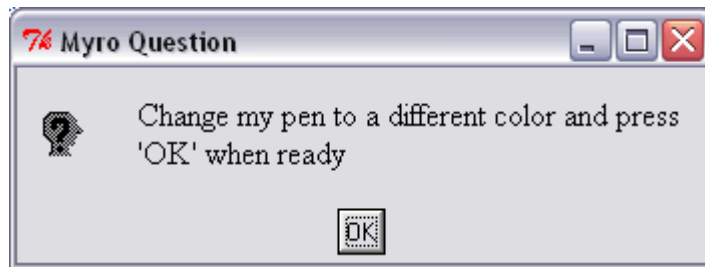 Myro Question
Change my pen to a different color and press
'OK' when ready
OK